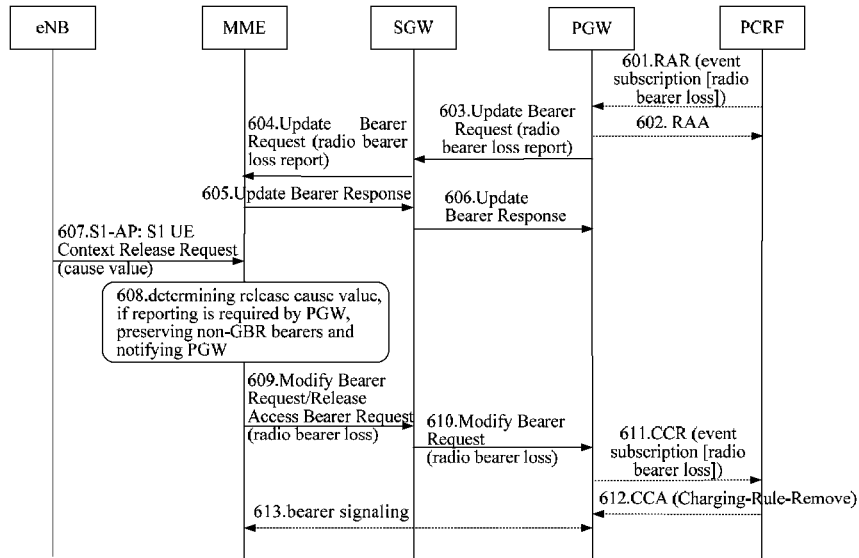 eNB
MME
SGW
PGW
PCRF
601.RAR (event
subscription [radio
bearer loss])
602. RAA
603.Update Bearer
Request (radio
bearer loss report)
604.Update Bearer
Request (radio bearer
loss report)
605.Update Bearer Response
606.Update
Bearer Response
607.S1-AP: S1 UE
Context Release Request
(cause value)
608.determining release cause value,
if reporting is required by PGW,
preserving non-GBR bearers and
notifying PGW
609.Modify Bearer
Request/Release
Access Bearer Request
(radio bearer loss)
610.Modify Bearer
Request
(radio bearer loss)
611.CCR (event
subscription [radio
bearer loss])
612.CCA (Charging-Rule-Remove)
613.bearer signaling